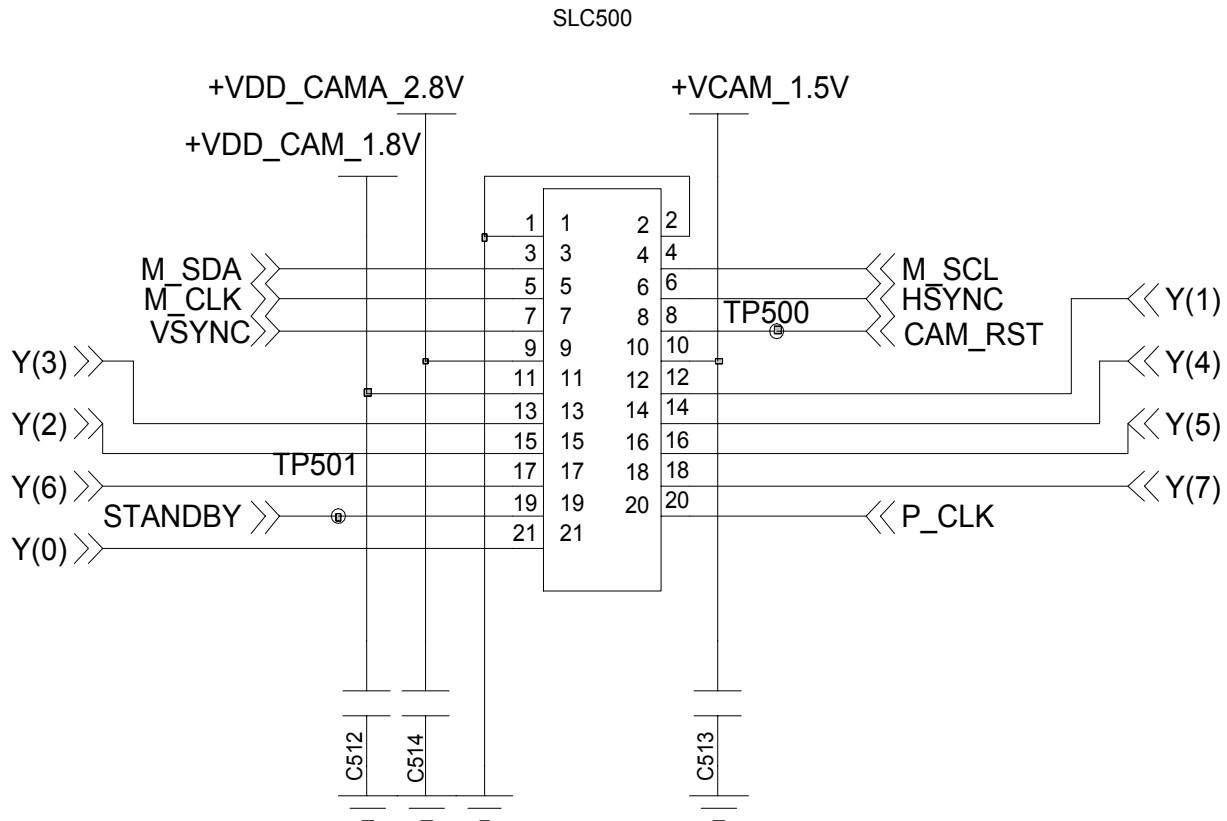 SLC500
+VDD_CAMA_2.8V +VCAM_1.5V
+VDD_CAM_1.8V
1 1 2 2
M_SDA 3 3 4 4 M_SCL
M_CLK 5 5 6 6 HSYNC Y(1)
VSYNC 7 7 8 8 TP500 CAM_RST
Y(3) 9 9 10 10 Y(4)
11 11 12 12
Y(2) 13 13 14 14 Y(5)
15 15 16 16
Y(6) TP501 17 17 18 18 Y(7)
STANDBY 19 19 20 20 P_CLK
Y(0) 21 21
C512 C514 C513